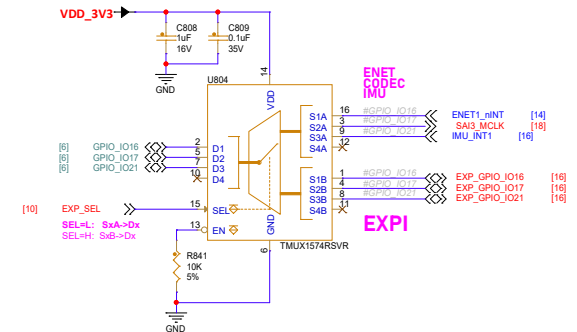 VDD_3V3
C808
1uF
16V
C809
0.1uF
35V
GND
U804
14
VDD
ENET
CODEC
IMU
16 #GPIO_IO16 ENET1_nINT [14]
S1A
3 #GPIO_IO17 SAI3_MCLK [18]
S2A
9 #GPIO_IO21 IMU_INT1 [16]
S3A
12
S4A
[6] GPIO_IO16 2 D1
[6] GPIO_IO17 5 D2
[6] GPIO_IO21 7 D3
10 D4
S1B 1 #GPIO_IO16 EXP_GPIO_IO16 [16]
S2B 4 #GPIO_IO17 EXP_GPIO_IO17 [16]
S3B 8 #GPIO_IO21 EXP_GPIO_IO21 [16]
S4B 11
[10] EXP_SEL 15 SEL
SEL=L: SxA->Dx
SEL=H: SxB->Dx
13 EN
GND
6
EXPI
TMUX1574RSVR
R841
10K
5%
GND